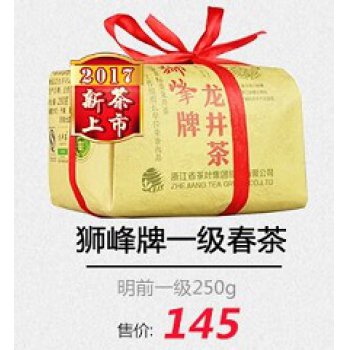 2017
新茶
上市
狮峰牌
龙井茶
浙江省茶叶集团股份有限公司
ZHEJIANG TEA GROUP CO.,LTD
狮峰牌一级春茶
明前一级250g
售价: 145